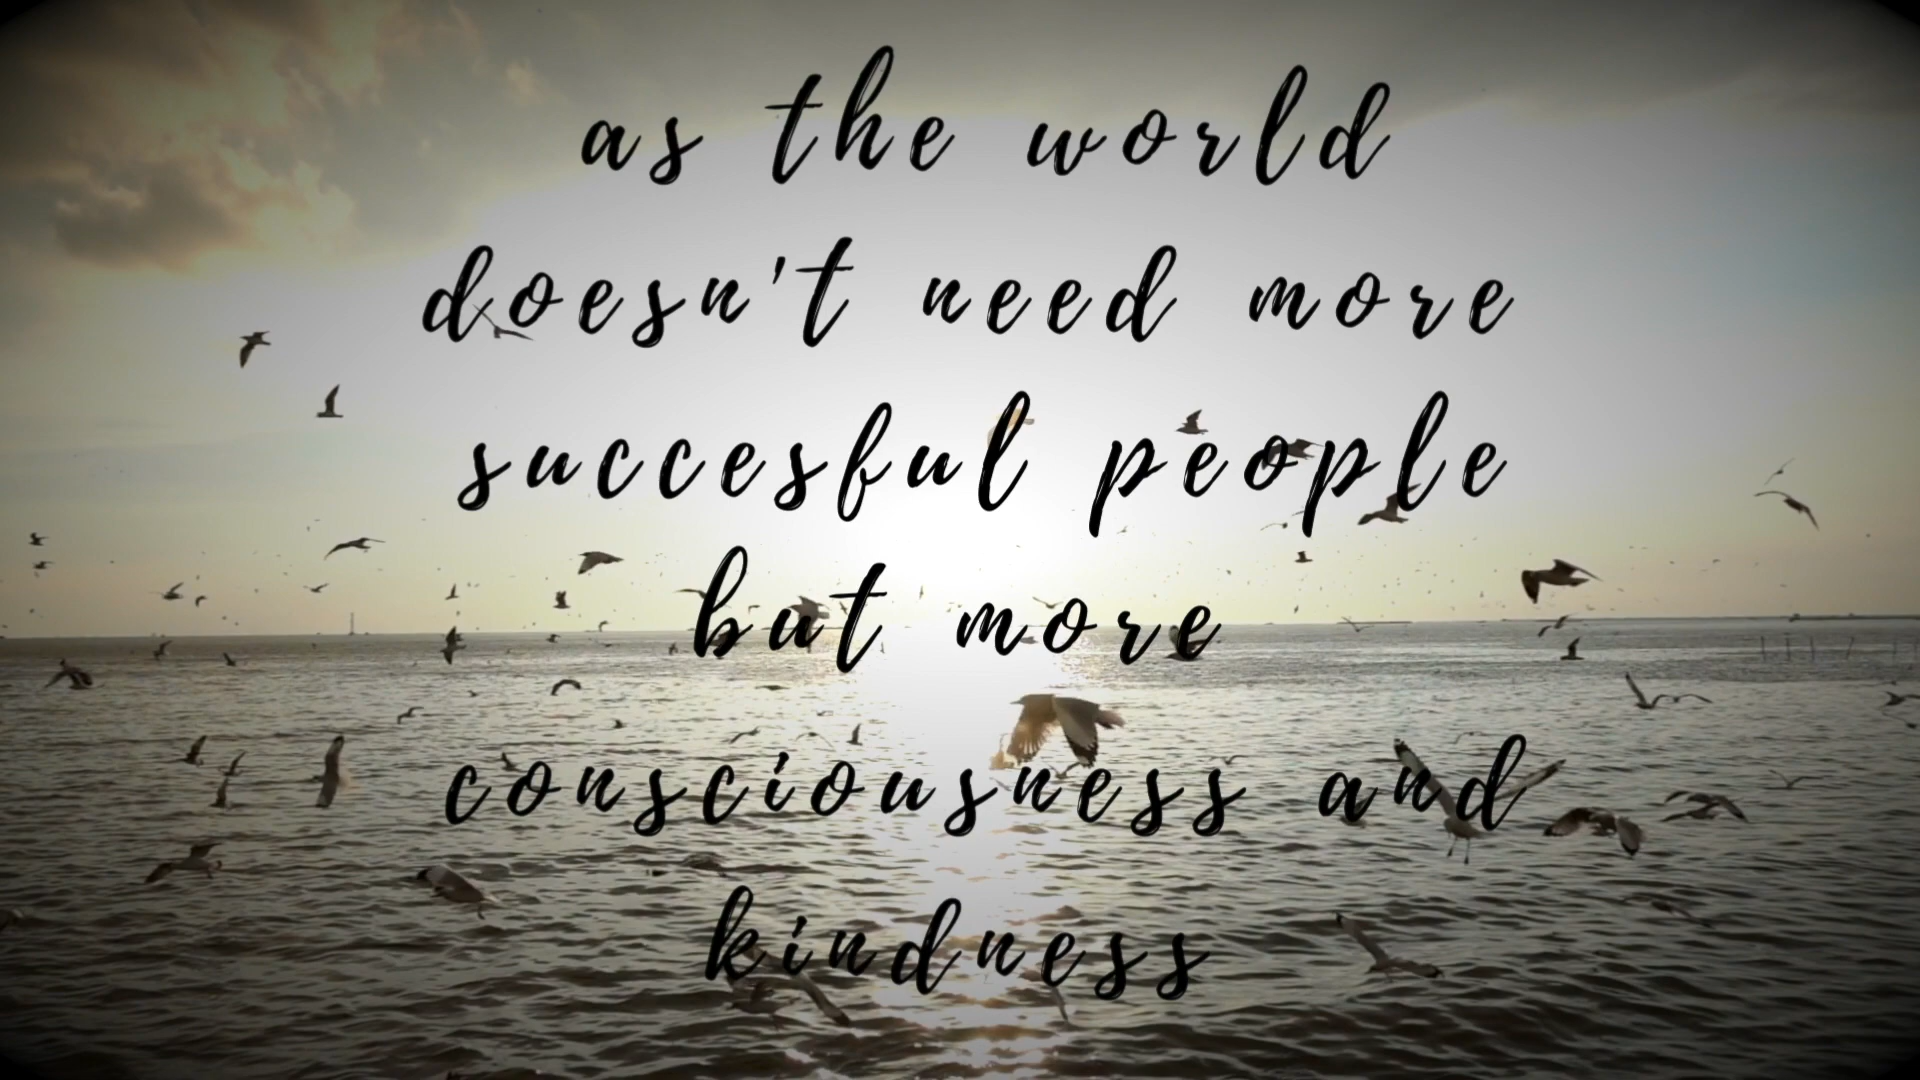 as the world
doesn't need more
succesful people
but more
consciousness and
kindness